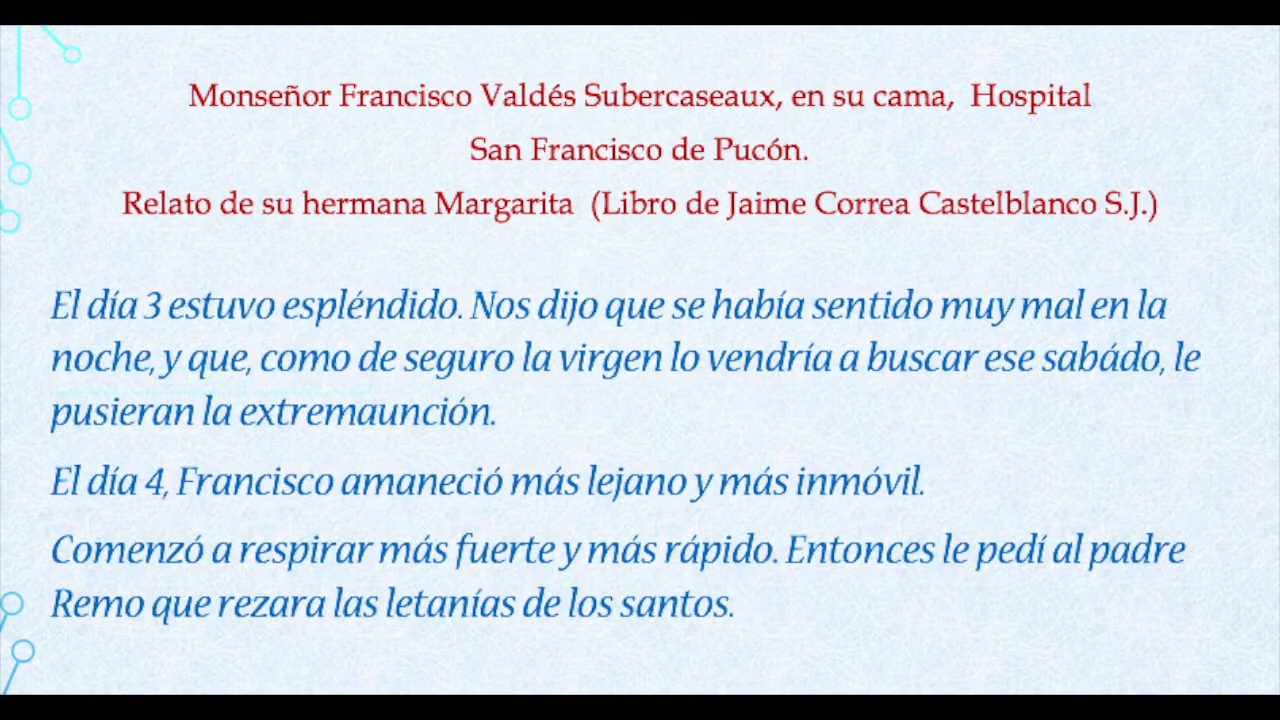 Monseñor Francisco Valdés Subercaseaux, en su cama, Hospital
San Francisco de Pucón.
Relato de su hermana Margarita (Libro de Jaime Correa Castelblanco S.J.)
El día 3 estuvo espléndido. Nos dijo que se había sentido muy mal en la
noche, y que, como de seguro la virgen lo vendría a buscar ese sabádo, le
pusieran la extremaunción.
El día 4, Francisco amaneció más lejano y más inmóvil.
Comenzó a respirar más fuerte y más rápido. Entonces le pedí al padre
Remo que rezara las letanías de los santos.